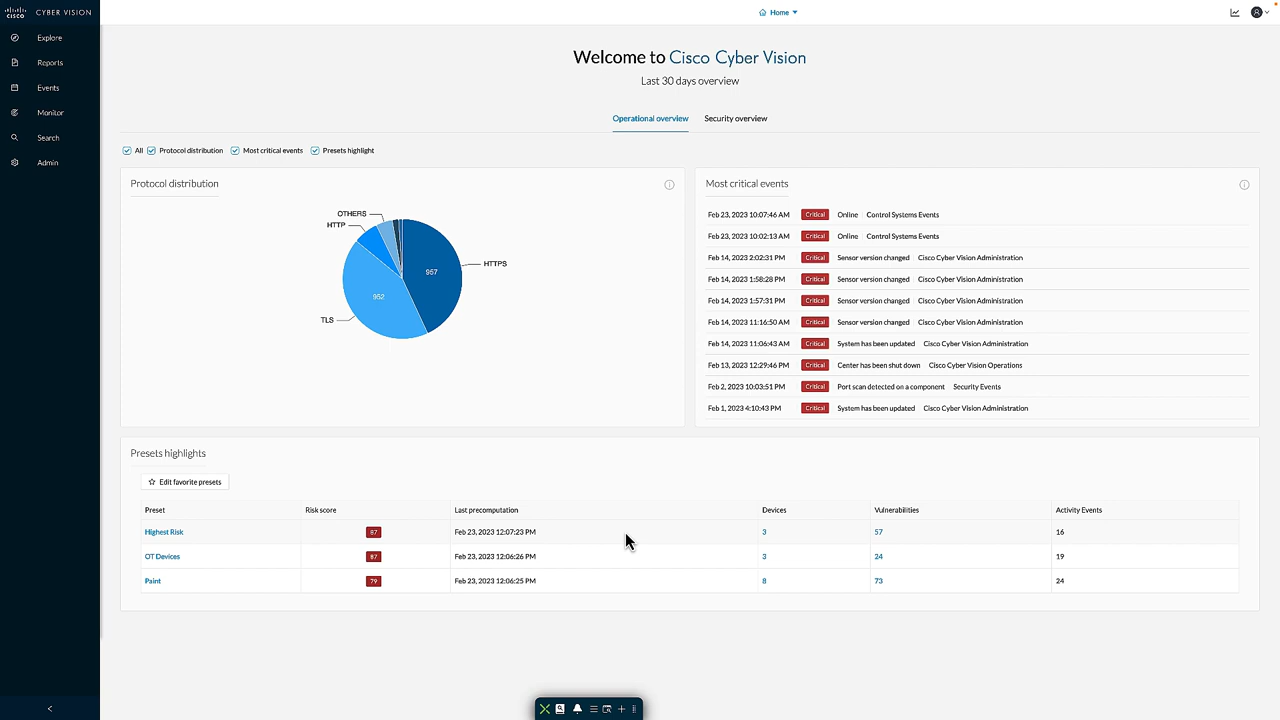 CISCO CYBER VISION
Home
Explore
Reports
Events
Monitor
Search
Admin
Welcome to Cisco Cyber Vision
Last 30 days overview
Operational overview Security overview
All Protocol distribution Most critical events Presets highlight
Protocol distribution
OTHERS
HTTP
HTTPS
957
952
TLS
Most critical events
Feb 23, 2023 10:07:46 AM Critical Online Control Systems Events
Feb 23, 2023 10:02:13 AM Critical Online Control Systems Events
Feb 14, 2023 2:02:31 PM Critical Sensor version changed Cisco Cyber Vision Administration
Feb 14, 2023 1:58:28 PM Critical Sensor version changed Cisco Cyber Vision Administration
Feb 14, 2023 1:57:31 PM Critical Sensor version changed Cisco Cyber Vision Administration
Feb 14, 2023 11:16:50 AM Critical Sensor version changed Cisco Cyber Vision Administration
Feb 14, 2023 11:06:43 AM Critical System has been updated Cisco Cyber Vision Administration
Feb 13, 2023 12:29:46 PM Critical Center has been shut down Cisco Cyber Vision Operations
Feb 2, 2023 10:03:51 PM Critical Port scan detected on a component Security Events
Feb 1, 2023 4:10:43 PM Critical System has been updated Cisco Cyber Vision Administration
Presets highlights
Edit favorite presets
Preset Risk score Last precomputation Devices Vulnerabilities Activity Events
Highest Risk 87 Feb 23, 2023 12:07:23 PM 3 57 16
OT Devices 87 Feb 23, 2023 12:06:26 PM 3 24 19
Paint 79 Feb 23, 2023 12:06:25 PM 8 73 24